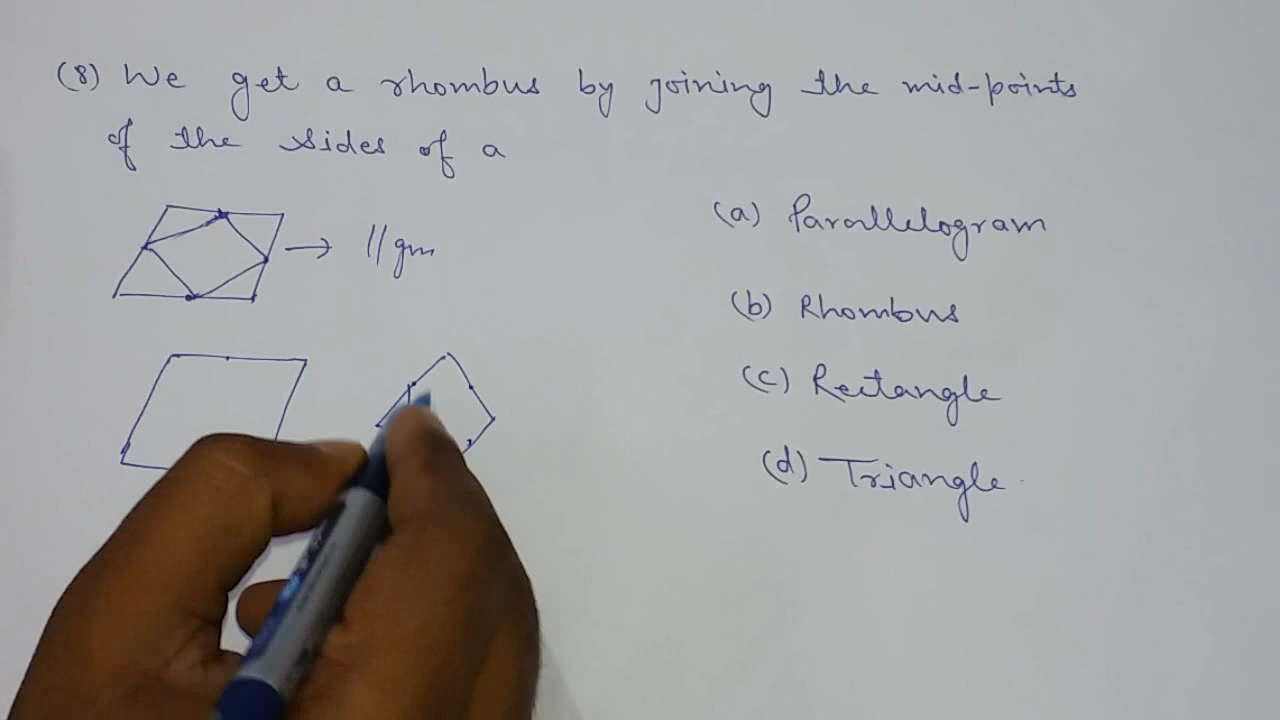 (8) We get a rhombus by joining the mid-points
of the sides of a
→ ||gm
(a) Parallelogram
(b) Rhombus
(c) Rectangle
(d) Triangle